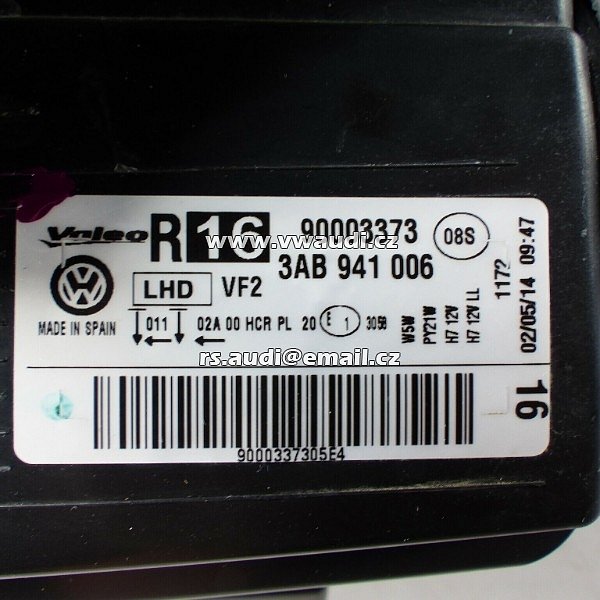 Valeo R 16 90003373 08S
www.vwaudi.cz
LHD VF2 3AB 941 006
MADE IN SPAIN 011 02A 00 HCR PL 20 E 1 3058
rs.audi@email.cz
W5W
PY21W
H7 12V
H7 12V LL
1172
02/05/14 09:47
16
9000337305E4